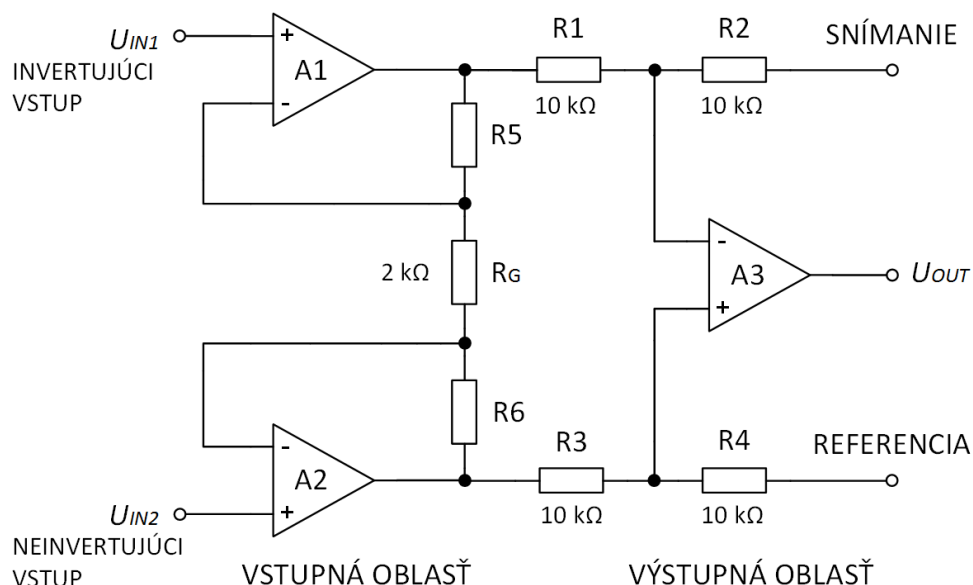 UIN1
INVERTUJÚCI
VSTUP
+
-
A1
R1
10 kΩ
R2
10 kΩ
SNÍMANIE
R5
2 kΩ
RG
-
+
A3
UOUT
R6
-
+
A2
R3
10 kΩ
R4
10 kΩ
REFERENCIA
UIN2
NEINVERTUJÚCI
VSTUP
VSTUPNÁ OBLASŤ
VÝSTUPNÁ OBLASŤ